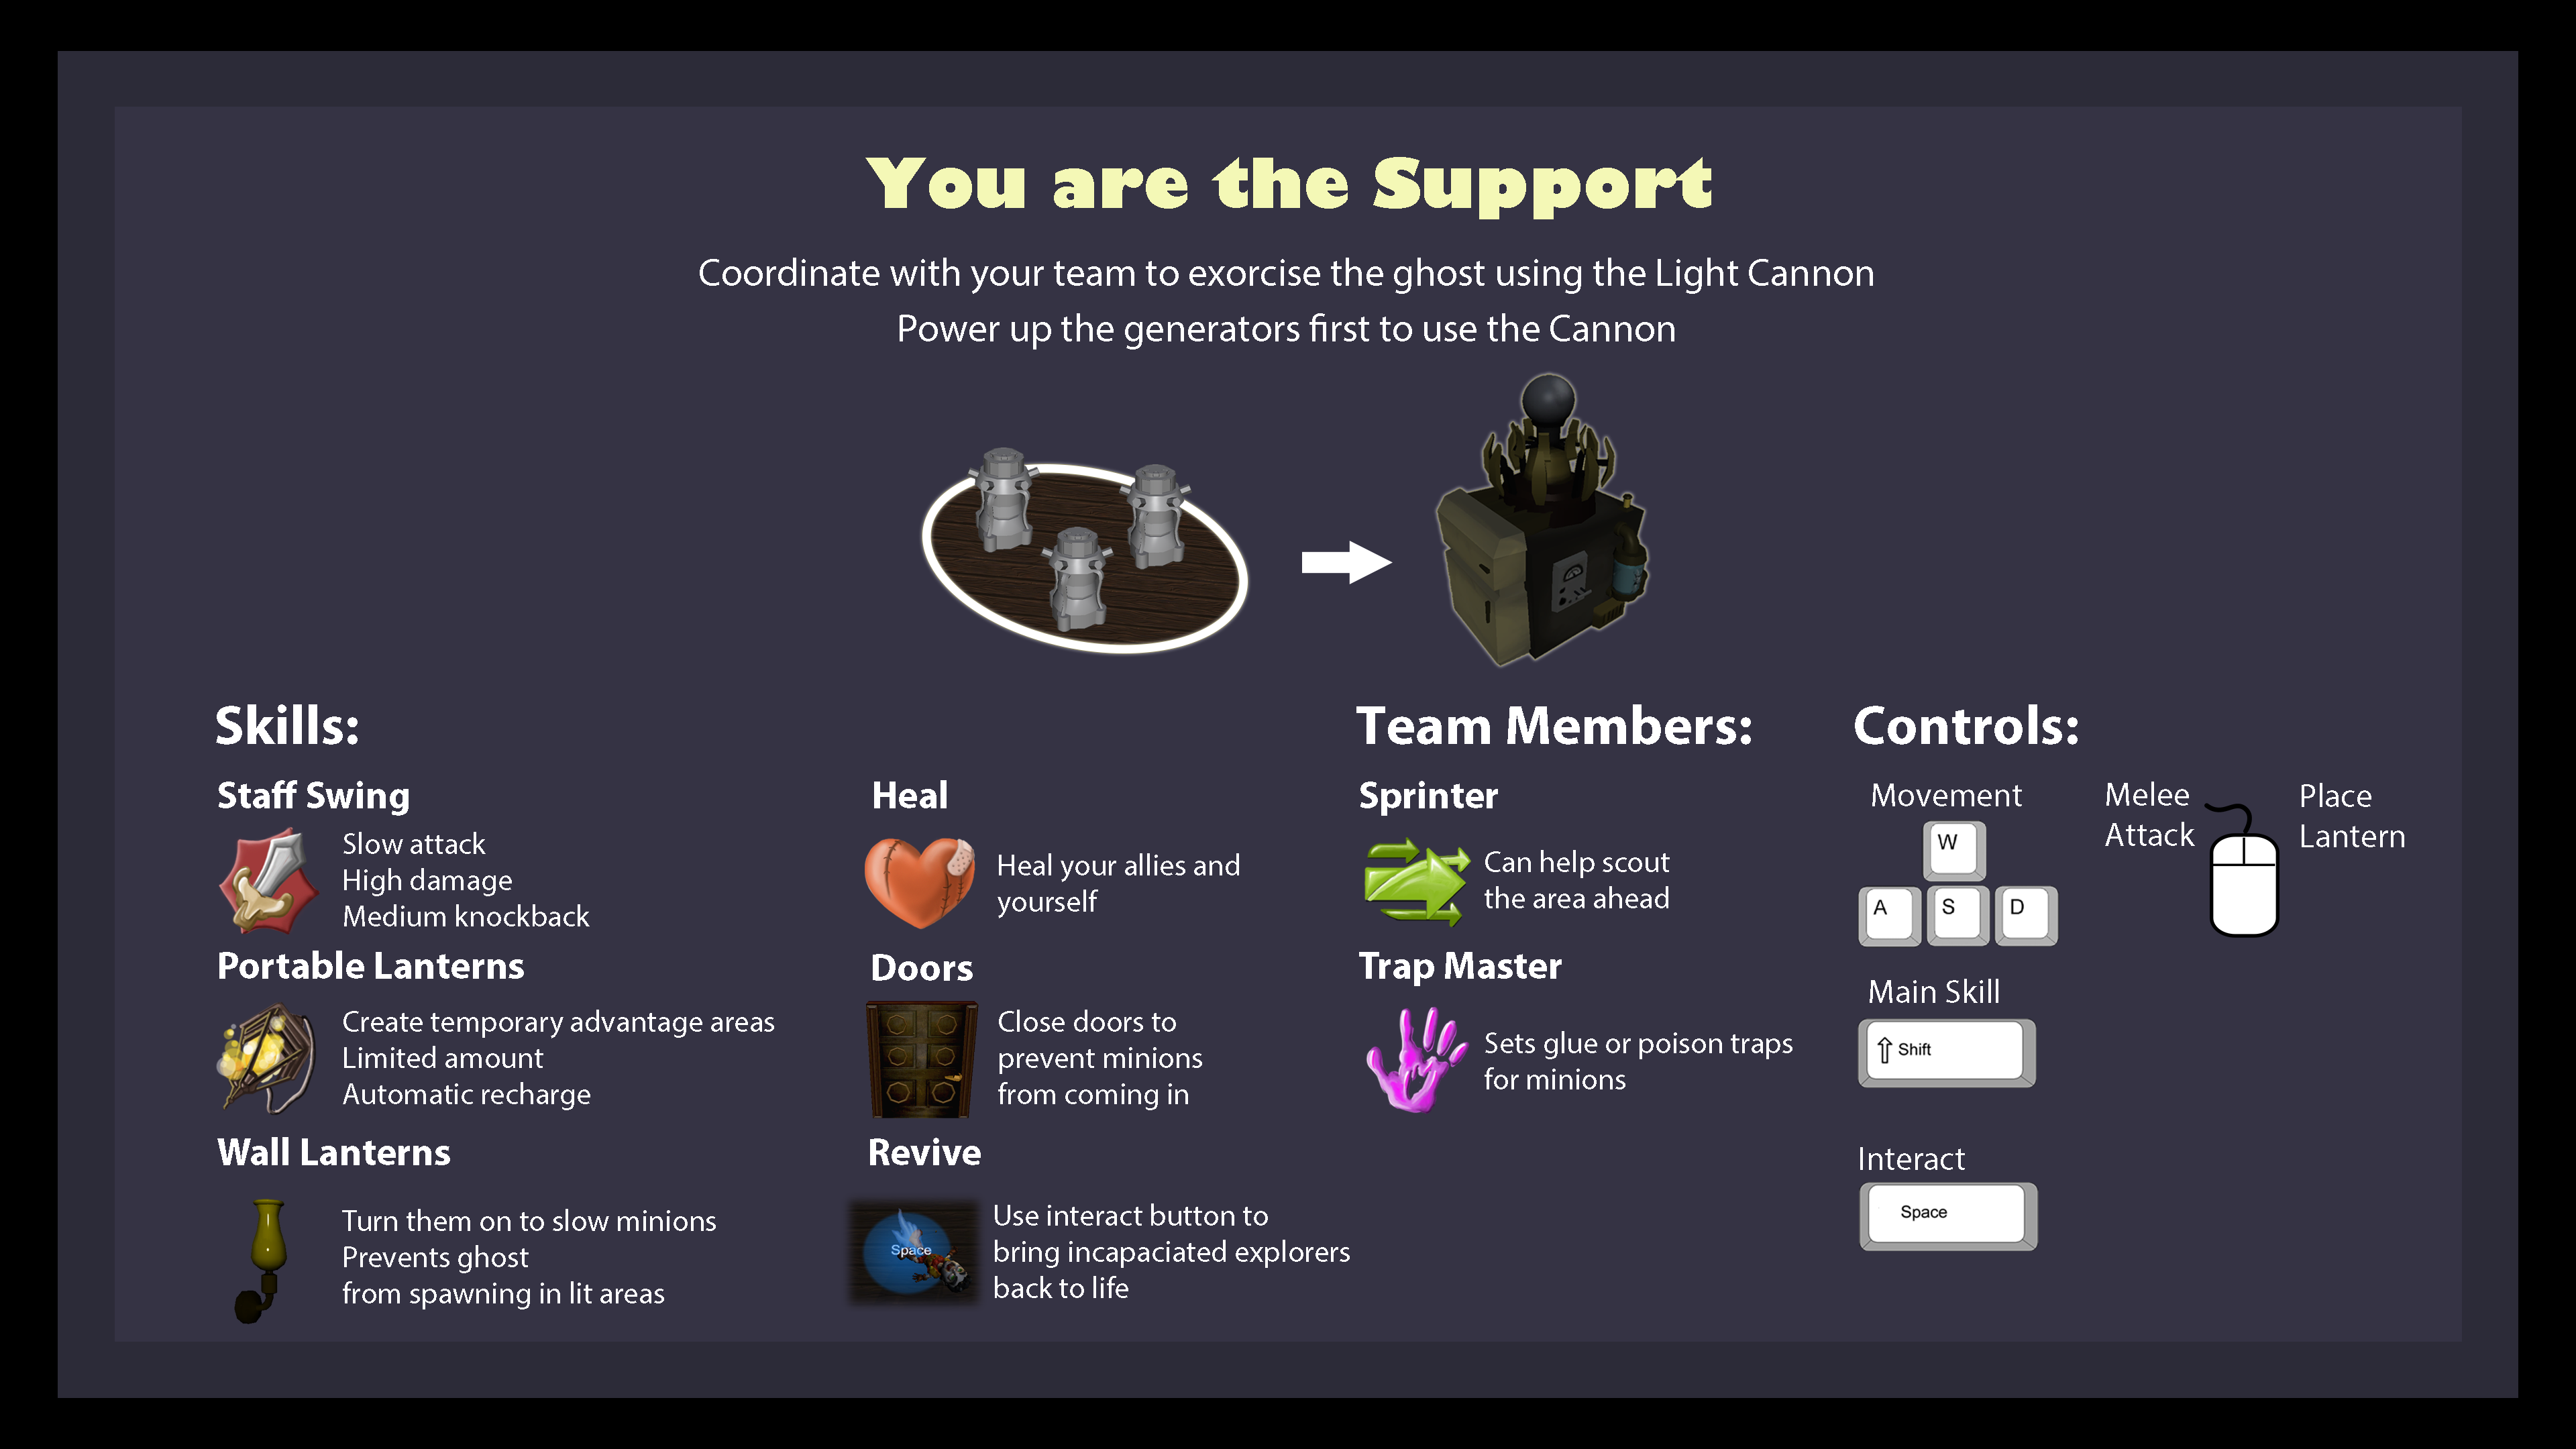 You are the Support
Coordinate with your team to exorcise the ghost using the Light Cannon
Power up the generators first to use the Cannon
Skills:
Staff Swing
Slow attack
High damage
Medium knockback
Portable Lanterns
Create temporary advantage areas
Limited amount
Automatic recharge
Wall Lanterns
Turn them on to slow minions
Prevents ghost
from spawning in lit areas
Heal
Heal your allies and
yourself
Doors
Close doors to
prevent minions
from coming in
Revive
Space
Use interact button to
bring incapaciated explorers
back to life
Team Members:
Sprinter
Can help scout
the area ahead
Trap Master
Sets glue or poison traps
for minions
Controls:
Movement
W
A S D
Melee
Attack
Place
Lantern
Main Skill
⇧ Shift
Interact
Space